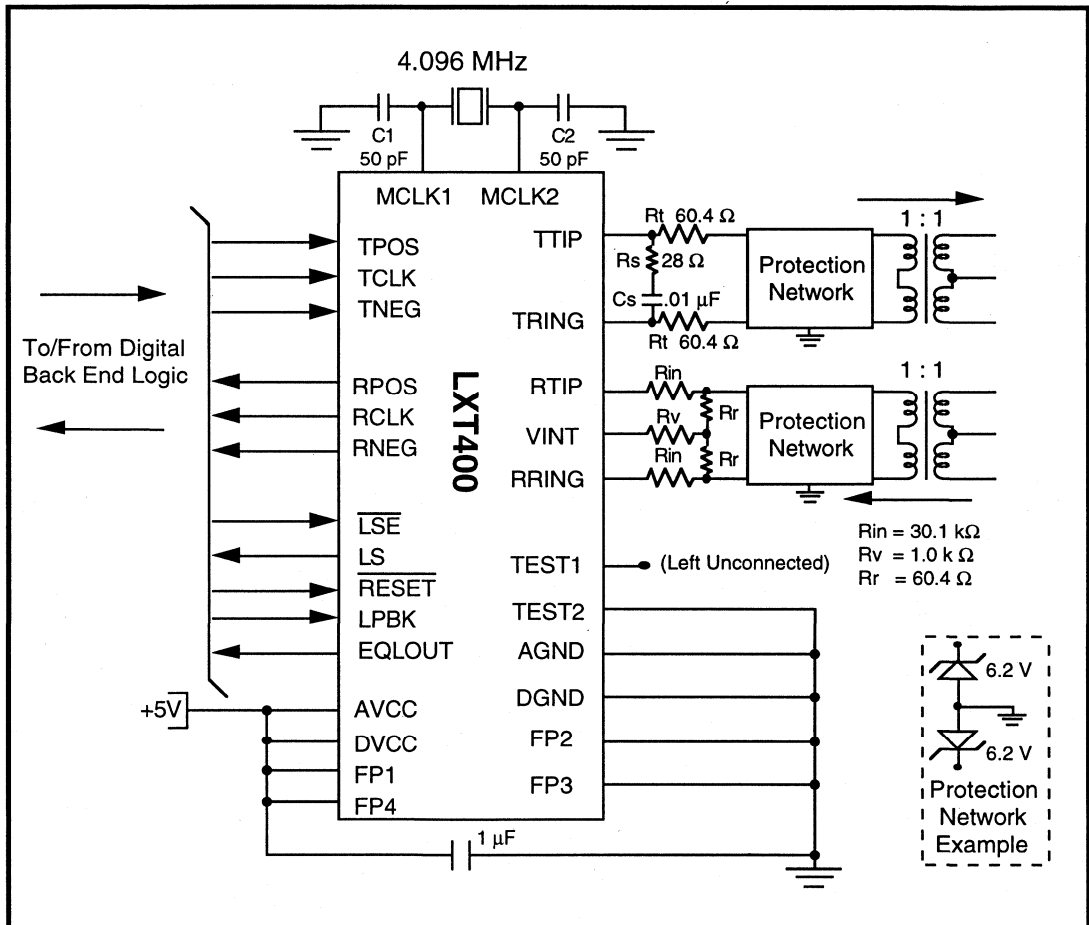 4.096 MHz
C1
50 pF
C2
50 pF
MCLK1 MCLK2
LXT400
To/From Digital
Back End Logic
TPOS
TCLK
TNEG
RPOS
RCLK
RNEG
LSE
LS
RESET
LPBK
EQLOUT
+5V
AVCC
DVCC
FP1
FP4
1 µF
TTIP
TRING
RTIP
VINT
RRING
TEST1
(Left Unconnected)
TEST2
AGND
DGND
FP2
FP3
Rt 60.4 Ω
Rs 28 Ω
Cs .01 µF
Rt 60.4 Ω
Protection
Network
1 : 1
Rin
Rr
Rv
Rin
Rr
Protection
Network
1 : 1
Rin = 30.1 kΩ
Rv = 1.0 k Ω
Rr = 60.4 Ω
6.2 V
6.2 V
Protection
Network
Example